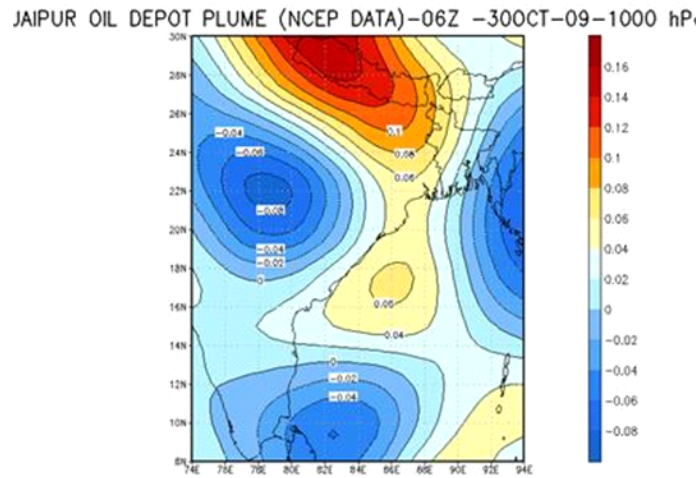 JAIPUR OIL DEPOT PLUME (NCEP DATA)-06Z -30OCT-09-1000 hPa
30N
28N
26N
24N
22N
20N
18N
16N
14N
12N
10N
8N
74E 76E 78E 80E 82E 84E 86E 88E 90E 92E 94E
-0.04
-0.06
-0.08
-0.04
-0.02
0
0.1
0.08
0.06
0.06
0.04
0
-0.02
-0.04
0.16
0.14
0.12
0.1
0.08
0.06
0.04
0.02
0
-0.02
-0.04
-0.06
-0.08